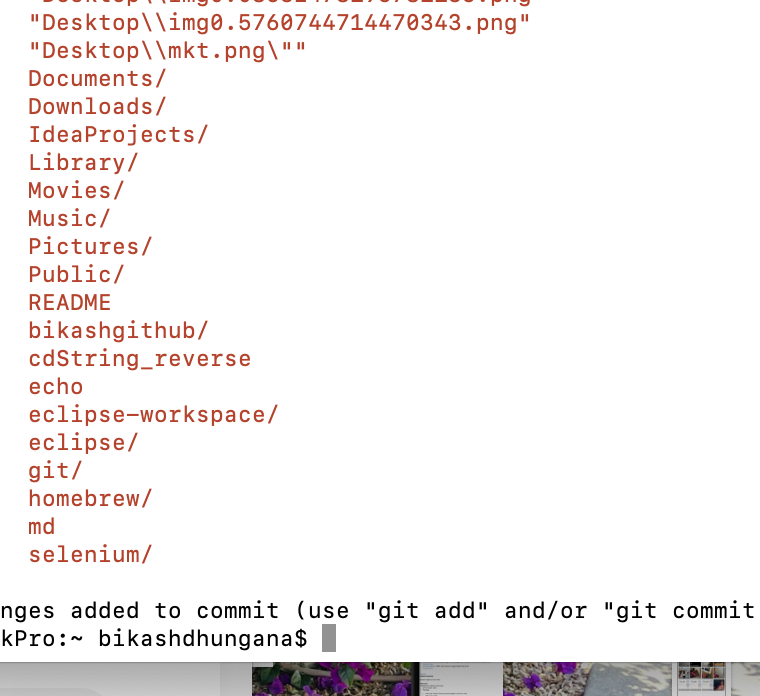 "Desktop\\img0.5760744714470343.png"
"Desktop\\mkt.png\""
Documents/
Downloads/
IdeaProjects/
Library/
Movies/
Music/
Pictures/
Public/
README
bikashgithub/
cdString_reverse
echo
eclipse-workspace/
eclipse/
git/
homebrew/
md
selenium/
nges added to commit (use "git add" and/or "git commit
kPro:~ bikashdhungana$